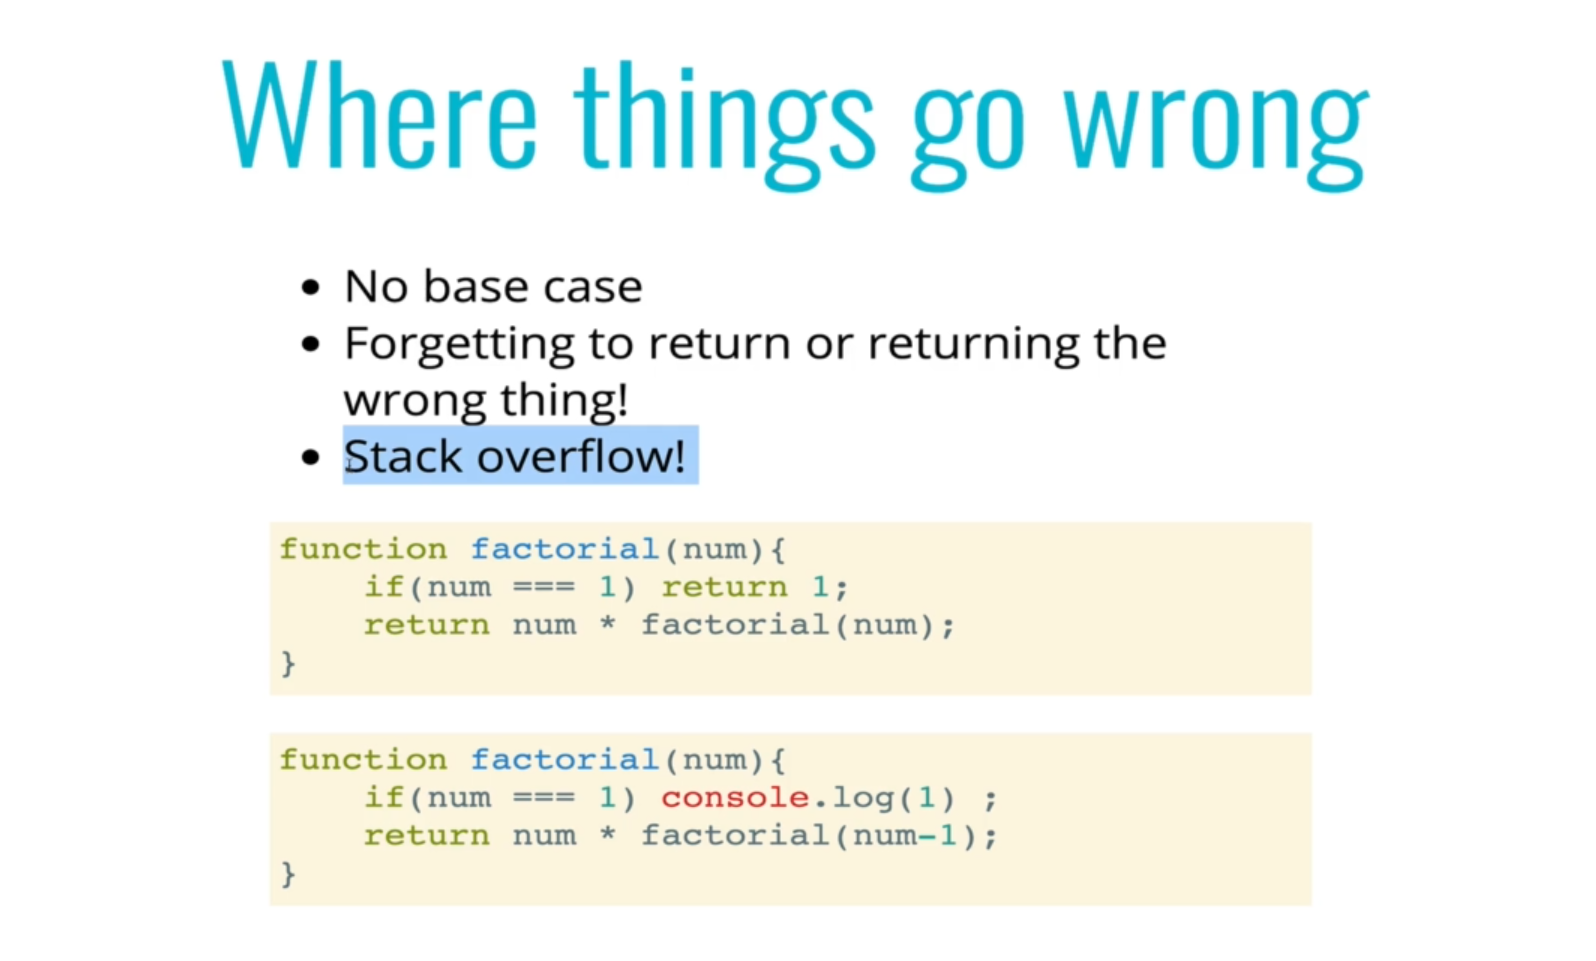 Where things go wrong
• No base case
• Forgetting to return or returning the
wrong thing!
• Stack overflow!
function factorial(num){
    if(num === 1) return 1;
    return num * factorial(num);
}
function factorial(num){
    if(num === 1) console.log(1) ;
    return num * factorial(num-1);
}